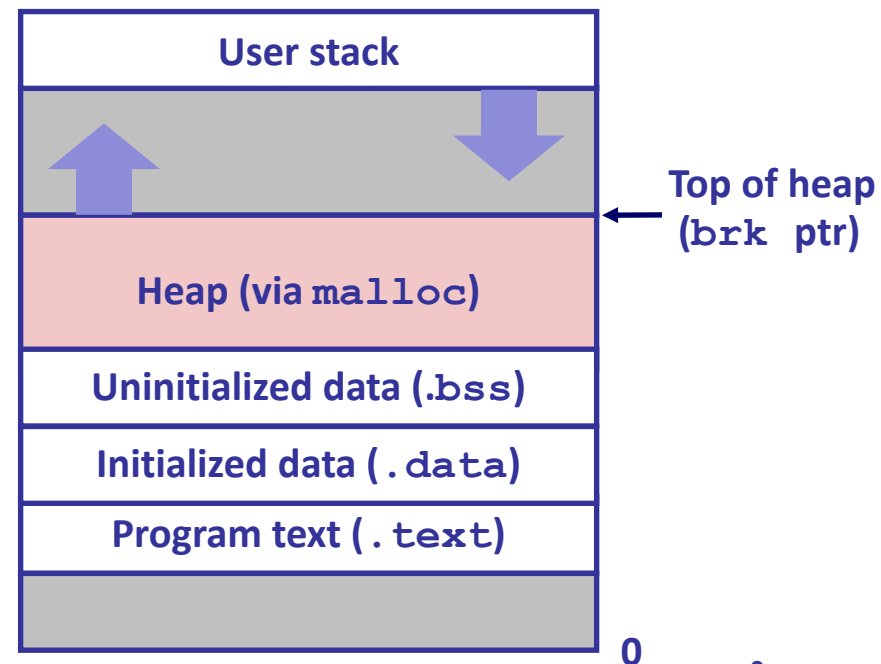 User stack
Top of heap
(brk ptr)
Heap (via malloc)
Uninitialized data (.bss)
Initialized data (.data)
Program text (.text)
0